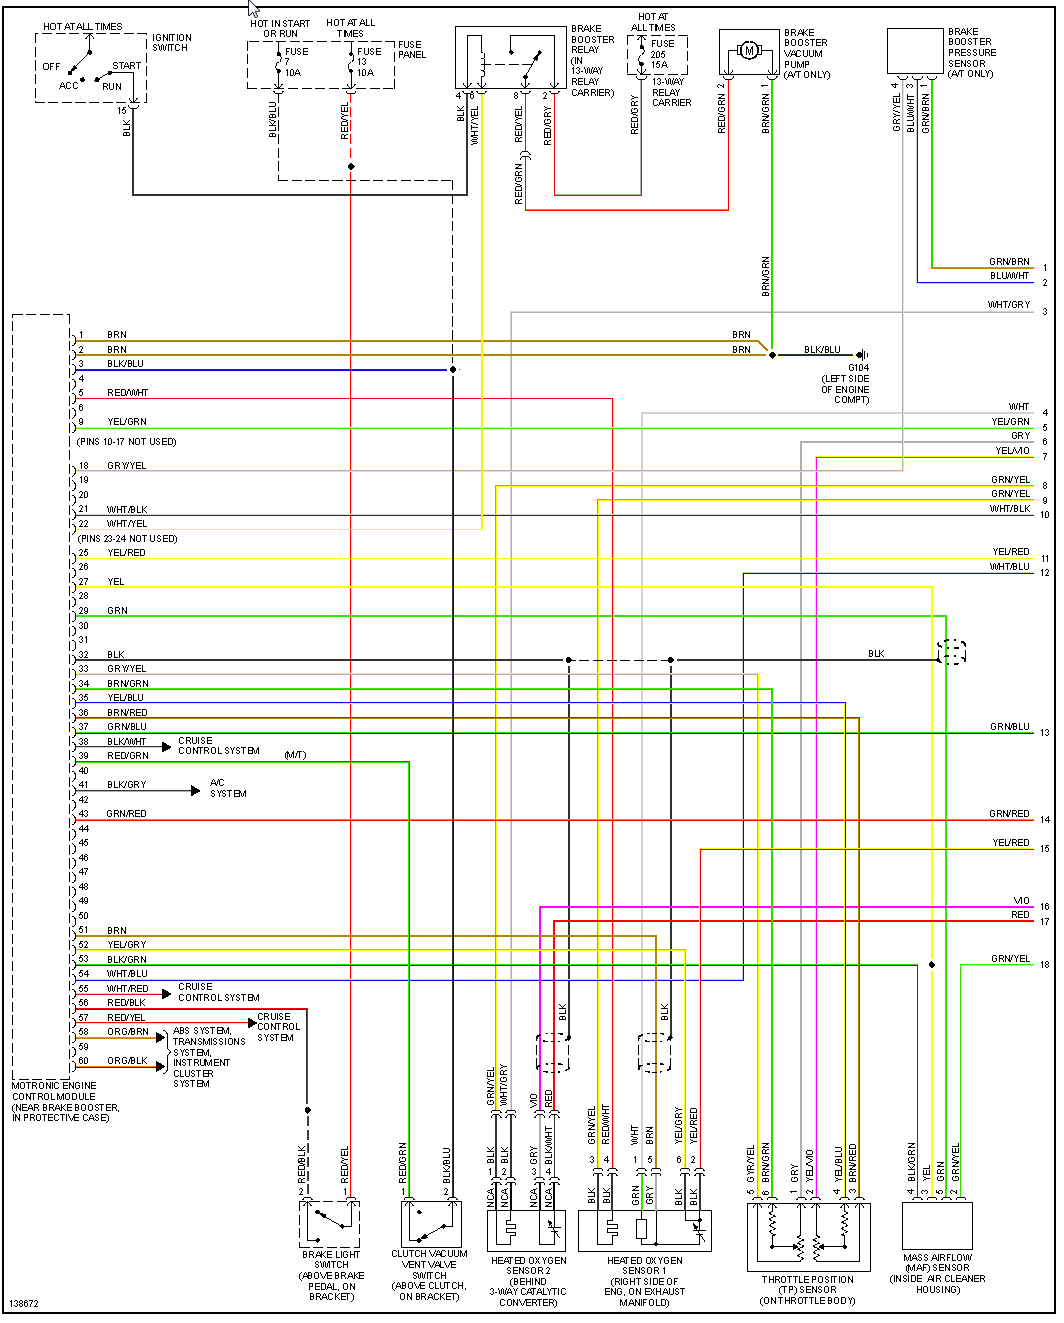 HOT AT ALL TIMES
IGNITION
SWITCH
OFF
START
ACC
RUN
15
BLK
HOT IN START
OR RUN
HOT AT ALL
TIMES
FUSE
7
10A
FUSE
13
10A
FUSE
PANEL
BLK/BLU
RED/YEL
BRAKE
BOOSTER
RELAY
(IN
13-WAY
RELAY
CARRIER)
4
6
8
2
BLK
WHT/YEL
RED/YEL
RED/GRY
RED/GRN
HOT AT
ALL TIMES
FUSE
205
15A
13-WAY
RELAY
CARRIER
RED/GRY
M
BRAKE
BOOSTER
VACUUM
PUMP
(A/T ONLY)
2
1
RED/GRN
BRN/GRN
BRN/GRN
BRAKE
BOOSTER
PRESSURE
SENSOR
(A/T ONLY)
4
3
1
GRY/YEL
BLU/WHT
GRN/BRN
GRN/BRN 1
BLU/WHT 2
WHT/GRY 3
WHT 4
YEL/GRN 5
GRY 6
YEL/VIO 7
GRN/YEL 8
GRN/YEL 9
WHT/BLK 10
YEL/RED 11
WHT/BLU 12
GRN/BLU 13
GRN/RED 14
YEL/RED 15
VIO 16
RED 17
GRN/YEL 18
1 BRN
BRN
2 BRN
BRN
BLK/BLU
G104
(LEFT SIDE
OF ENGINE
COMPT)
3 BLK/BLU
4
5 RED/WHT
6
9 YEL/GRN
(PINS 10-17 NOT USED)
18 GRY/YEL
19
20
21 WHT/BLK
22 WHT/YEL
(PINS 23-24 NOT USED)
25 YEL/RED
26
27 YEL
28
29 GRN
30
31
32 BLK
BLK
33 GRY/YEL
34 BRN/GRN
35 YEL/BLU
36 BRN/RED
37 GRN/BLU
38 BLK/WHT
CRUISE
CONTROL SYSTEM
39 RED/GRN
(M/T)
40
41 BLK/GRY
A/C
SYSTEM
42
43 GRN/RED
44
45
46
47
48
49
50
51 BRN
52 YEL/GRY
53 BLK/GRN
54 WHT/BLU
55 WHT/RED
CRUISE
CONTROL SYSTEM
56 RED/BLK
57 RED/YEL
CRUISE
CONTROL
SYSTEM
58 ORG/BRN
59
60 ORG/BLK
ABS SYSTEM,
TRANSMISSIONS
SYSTEM,
INSTRUMENT
CLUSTER
SYSTEM
MOTRONIC ENGINE
CONTROL MODULE
(NEAR BRAKE BOOSTER,
IN PROTECTIVE CASE)
RED/BLK
RED/YEL
2
1
BRAKE LIGHT
SWITCH
(ABOVE BRAKE
PEDAL, ON
BRACKET)
RED/GRN
BLK/BLU
1
2
CLUTCH VACUUM
VENT VALVE
SWITCH
(ABOVE CLUTCH,
ON BRACKET)
GRN/YEL
WHT/GRY
VIO
RED
BLK
BLK
BLK
GRY
BLK/WHT
1
2
3
4
NCA
NCA
NCA
NCA
HEATED OXYGEN
SENSOR 2
(BEHIND
3-WAY CATALYTIC
CONVERTER)
BLK
GRN/YEL
RED/WHT
WHT
BRN
YEL/GRY
YEL/RED
3
4
1
5
6
2
BLK
BLK
GRN
GRY
BLK
BLK
HEATED OXYGEN
SENSOR 1
(RIGHT SIDE OF
ENG, ON EXHAUST
MANIFOLD)
GYR/YEL
BRN/GRN
GRY
YEL/VIO
YEL/BLU
BRN/RED
5
6
1
2
4
3
THROTTLE POSITION
(TP) SENSOR
(ON THROTTLE BODY)
BLK/GRN
YEL
GRN
GRN/YEL
4
3
5
2
MASS AIRFLOW
(MAF) SENSOR
(INSIDE AIR CLEANER
HOUSING)
138672